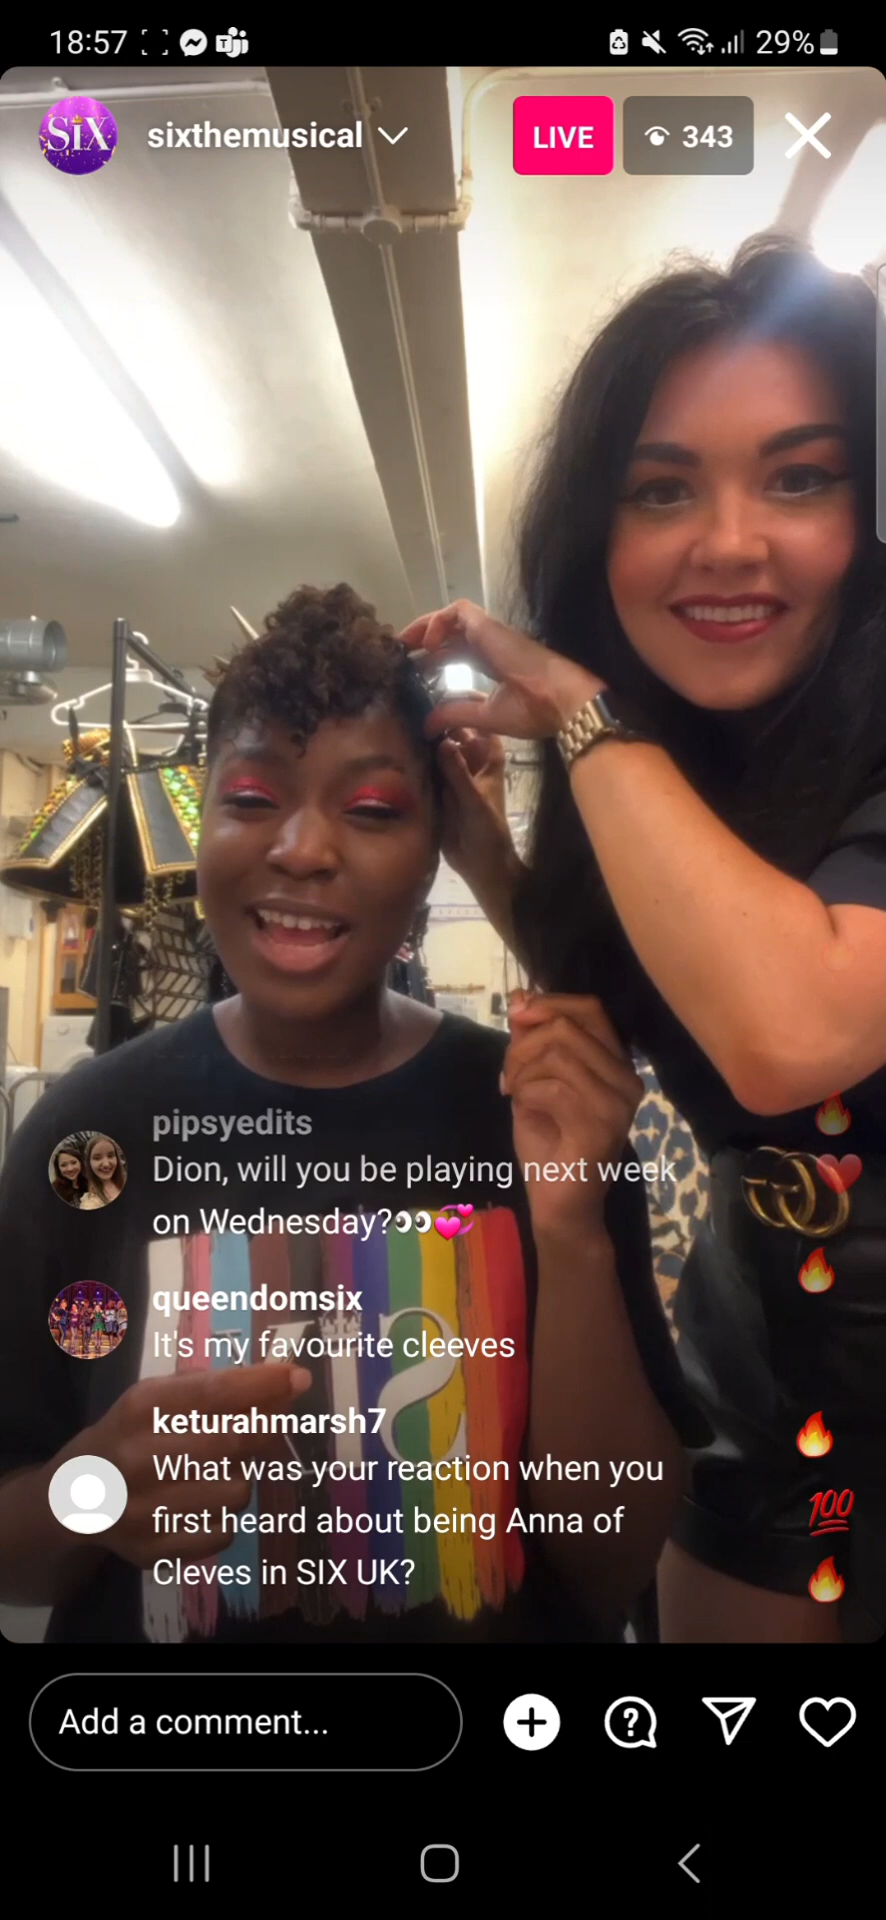 18:57
29%
SIX
sixthemusical
LIVE
343
pipsyedits
Dion, will you be playing next week
on Wednesday?👀💞
queendomsix
It's my favourite cleeves
keturahmarsh7
What was your reaction when you
first heard about being Anna of
Cleves in SIX UK?
💯
Add a comment...